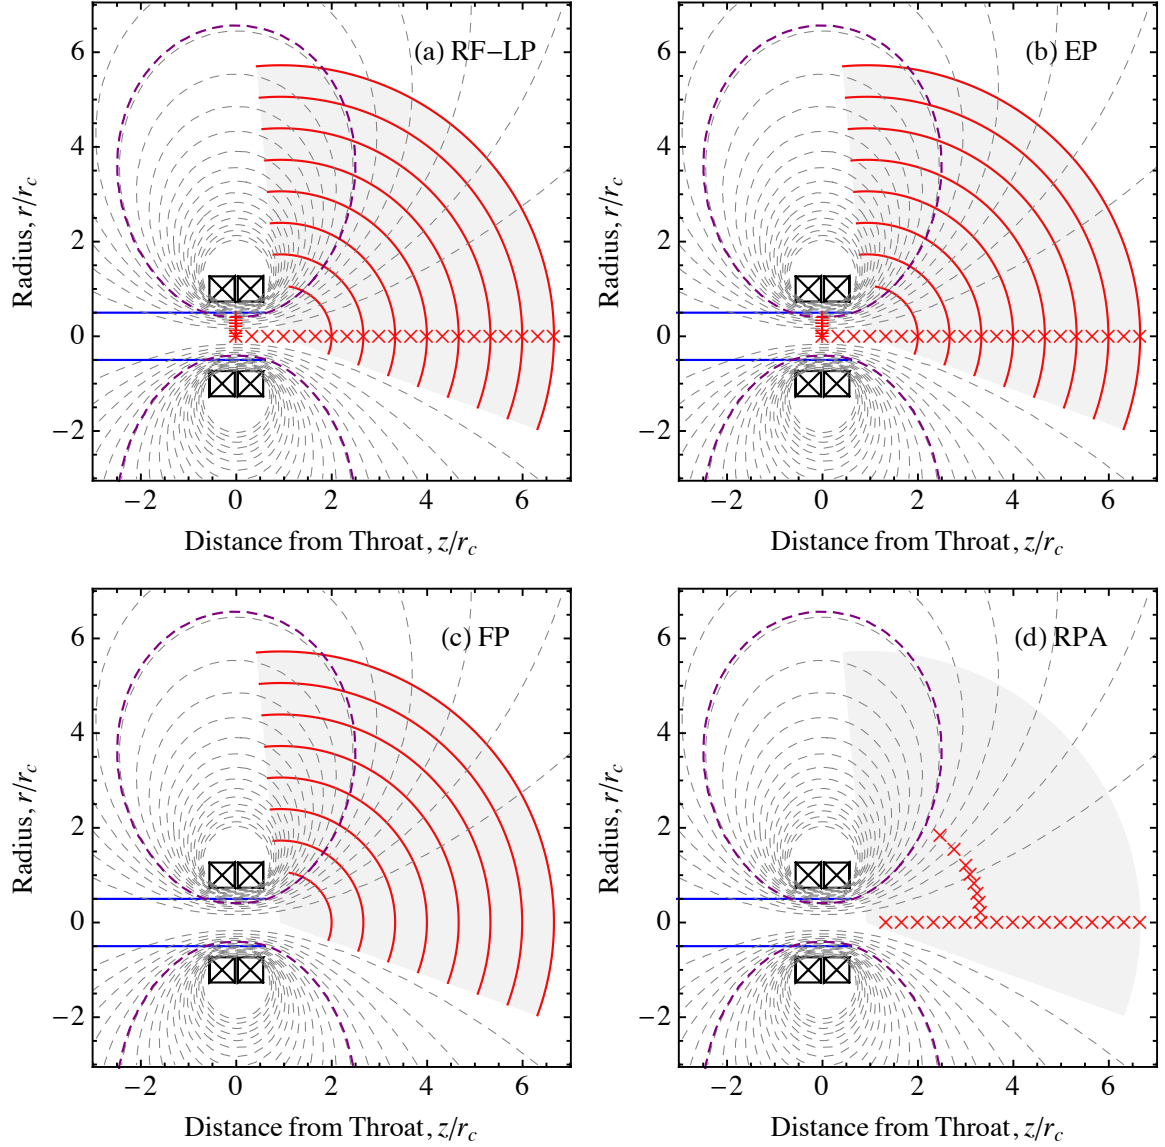 (a) RF−LP
6
4
2
0
−2
Radius, r/r_c
−2 0 2 4 6
Distance from Throat, z/r_c
(b) EP
6
4
2
0
−2
Radius, r/r_c
−2 0 2 4 6
Distance from Throat, z/r_c
(c) FP
6
4
2
0
−2
Radius, r/r_c
−2 0 2 4 6
Distance from Throat, z/r_c
(d) RPA
6
4
2
0
−2
Radius, r/r_c
−2 0 2 4 6
Distance from Throat, z/r_c